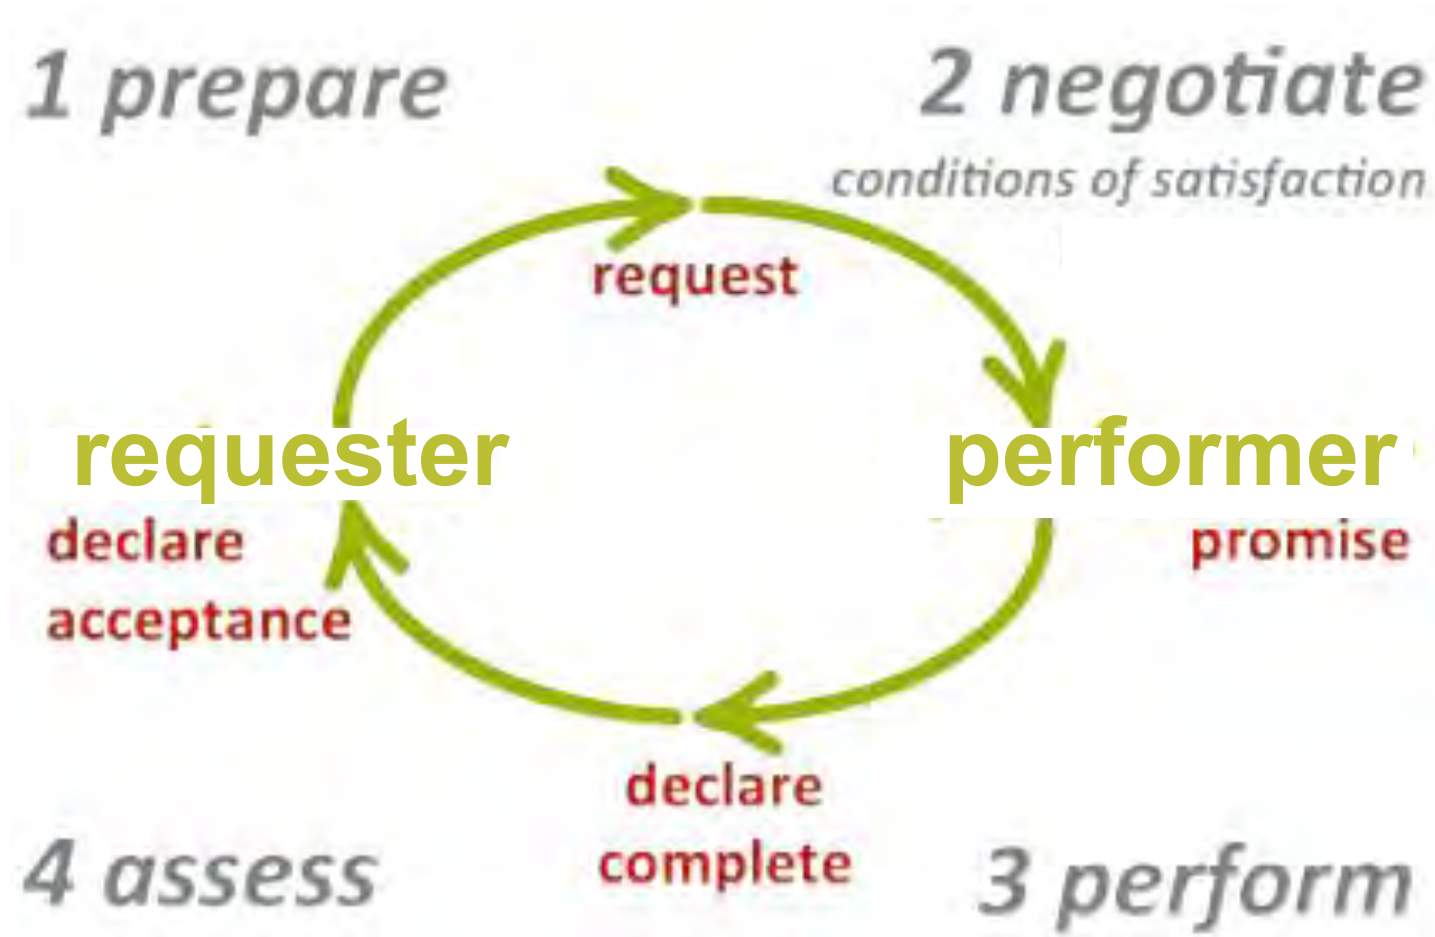 1 prepare
2 negotiate
conditions of satisfaction
request
requester
performer
declare
acceptance
promise
declare
complete
4 assess
3 perform